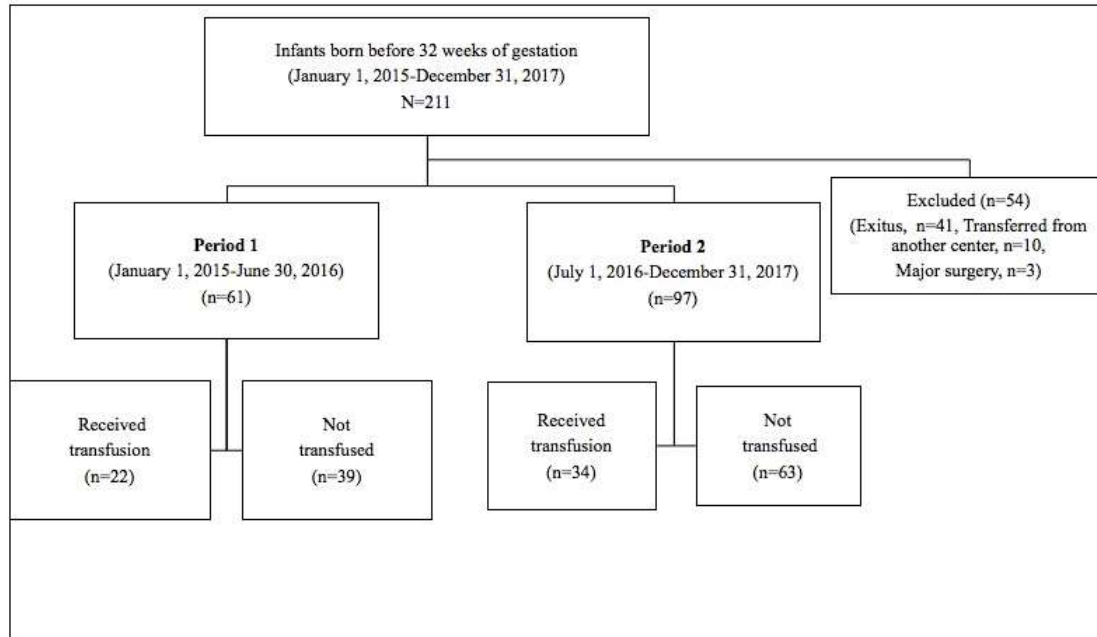 Infants born before 32 weeks of gestation
(January 1, 2015-December 31, 2017)
N=211
Excluded (n=54)
(Exitus, n=41, Transferred from
another center, n=10,
Major surgery, n=3)
Period 1
(January 1, 2015-June 30, 2016)
(n=61)
Period 2
(July 1, 2016-December 31, 2017)
(n=97)
Received
transfusion
(n=22)
Not
transfused
(n=39)
Received
transfusion
(n=34)
Not
transfused
(n=63)